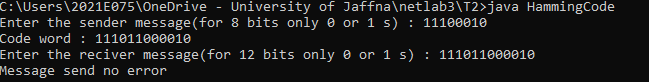 C:\Users\2021E075\OneDrive - University of Jaffna\netlab3\T2>java HammingCode
Enter the sender message(for 8 bits only 0 or 1 s) : 11100010
Code word : 111011000010
Enter the reciver message(for 12 bits only 0 or 1 s) : 111011000010
Message send no error